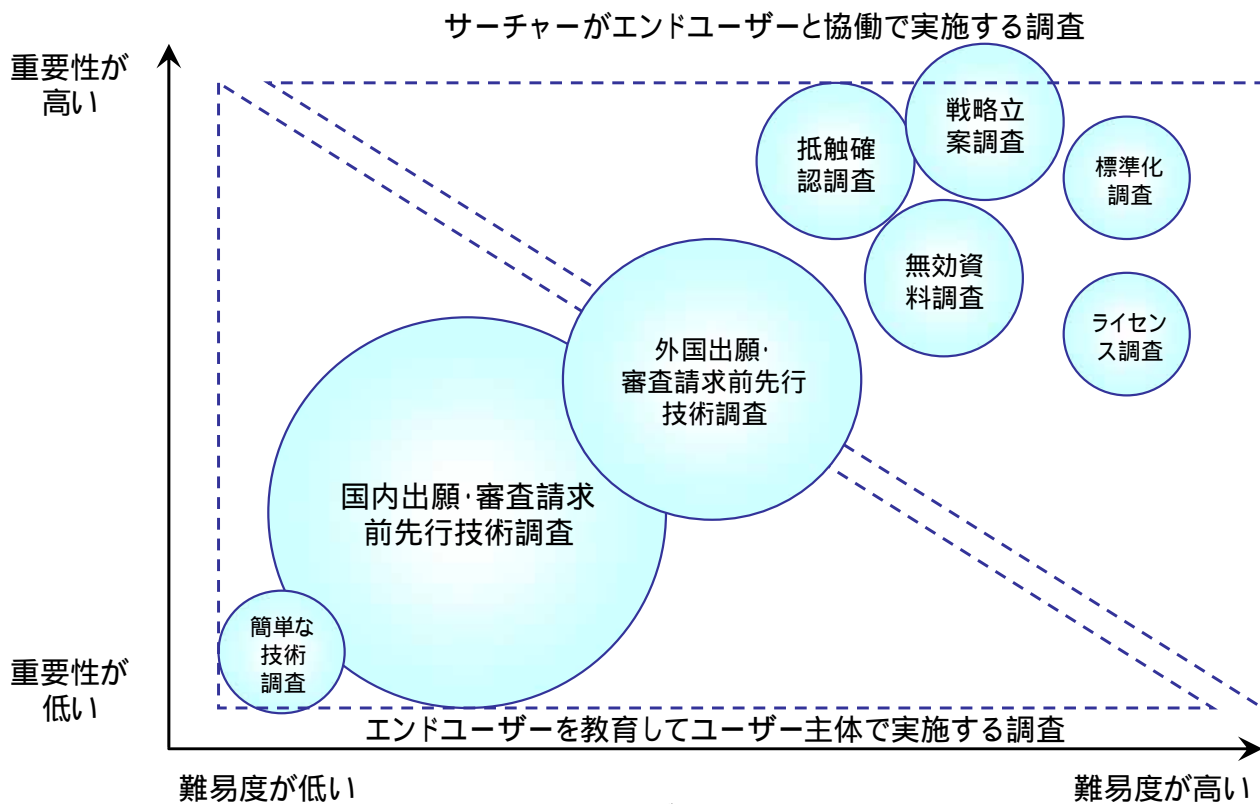 サーチャーがエンドユーザーと協働で実施する調査
重要性が
高い
戦略立
案調査
抵触確
認調査
標準化
調査
無効資
料調査
ライセン
ス調査
外国出願・
審査請求前先行
技術調査
国内出願・審査請求
前先行技術調査
簡単な
技術
調査
重要性が
低い
エンドユーザーを教育してユーザー主体で実施する調査
難易度が低い
難易度が高い